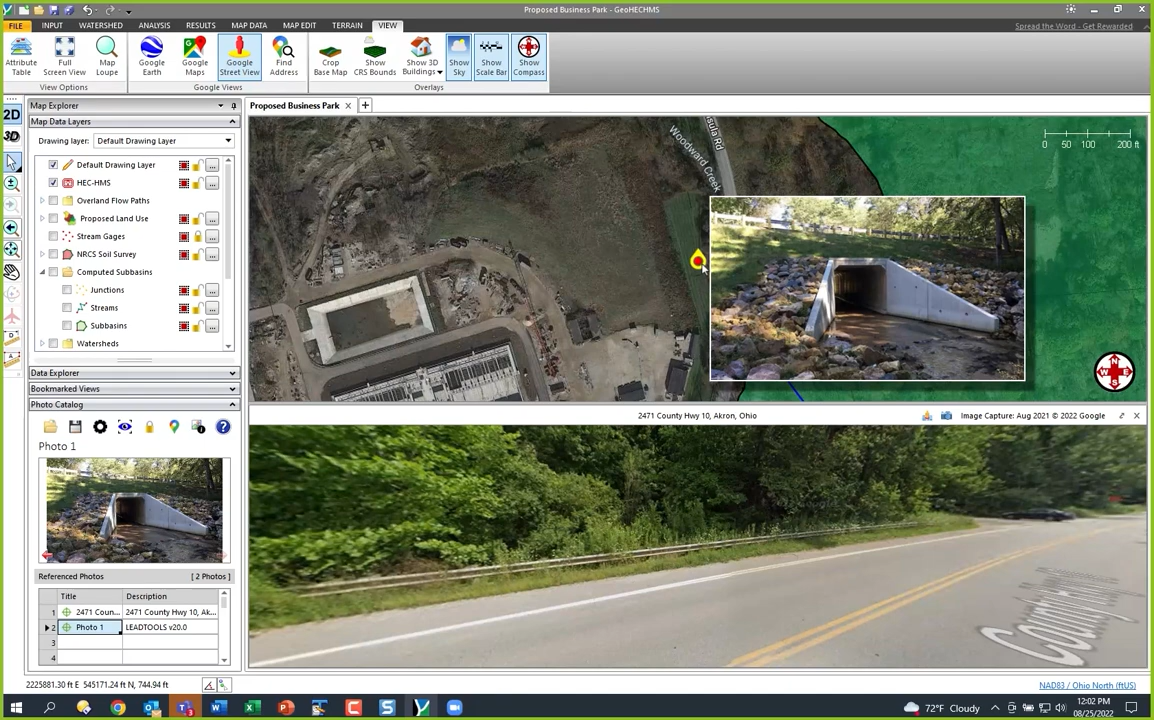 Proposed Business Park - GeoHECHMS
FILE INPUT WATERSHED ANALYSIS RESULTS MAP DATA MAP EDIT TERRAIN VIEW
Spread the Word - Get Rewarded
Attribute Table
Full Screen View
Map Loupe
Google Earth
Google Maps
Google Street View
Find Address
Crop Base Map
Show CRS Bounds
Show 3D Buildings
Show Sky
Show Scale Bar
Show Compass
View Options
Google Views
Overlays
2D
3D
Map Explorer
Map Data Layers
Drawing layer: Default Drawing Layer
Default Drawing Layer
HEC-HMS
Overland Flow Paths
Proposed Land Use
Stream Gages
NRCS Soil Survey
Computed Subbasins
Junctions
Streams
Subbasins
Watersheds
Data Explorer
Bookmarked Views
Photo Catalog
Photo 1
Referenced Photos [ 2 Photos ]
Title Description
1 2471 Coun... 2471 County Hwy 10, Ak...
2 Photo 1 LEADTOOLS v20.0
3
4
Proposed Business Park
Woodward Creek
sula Rd
0 50 100 200 ft
N
W E
S
2471 County Hwy 10, Akron, Ohio
Image Capture: Aug 2021 © 2022 Google
2225881.30 ft E 545171.24 ft N, 744.94 ft
NAD83 / Ohio North (ftUS)
72°F Cloudy
12:02 PM
08/25/2022